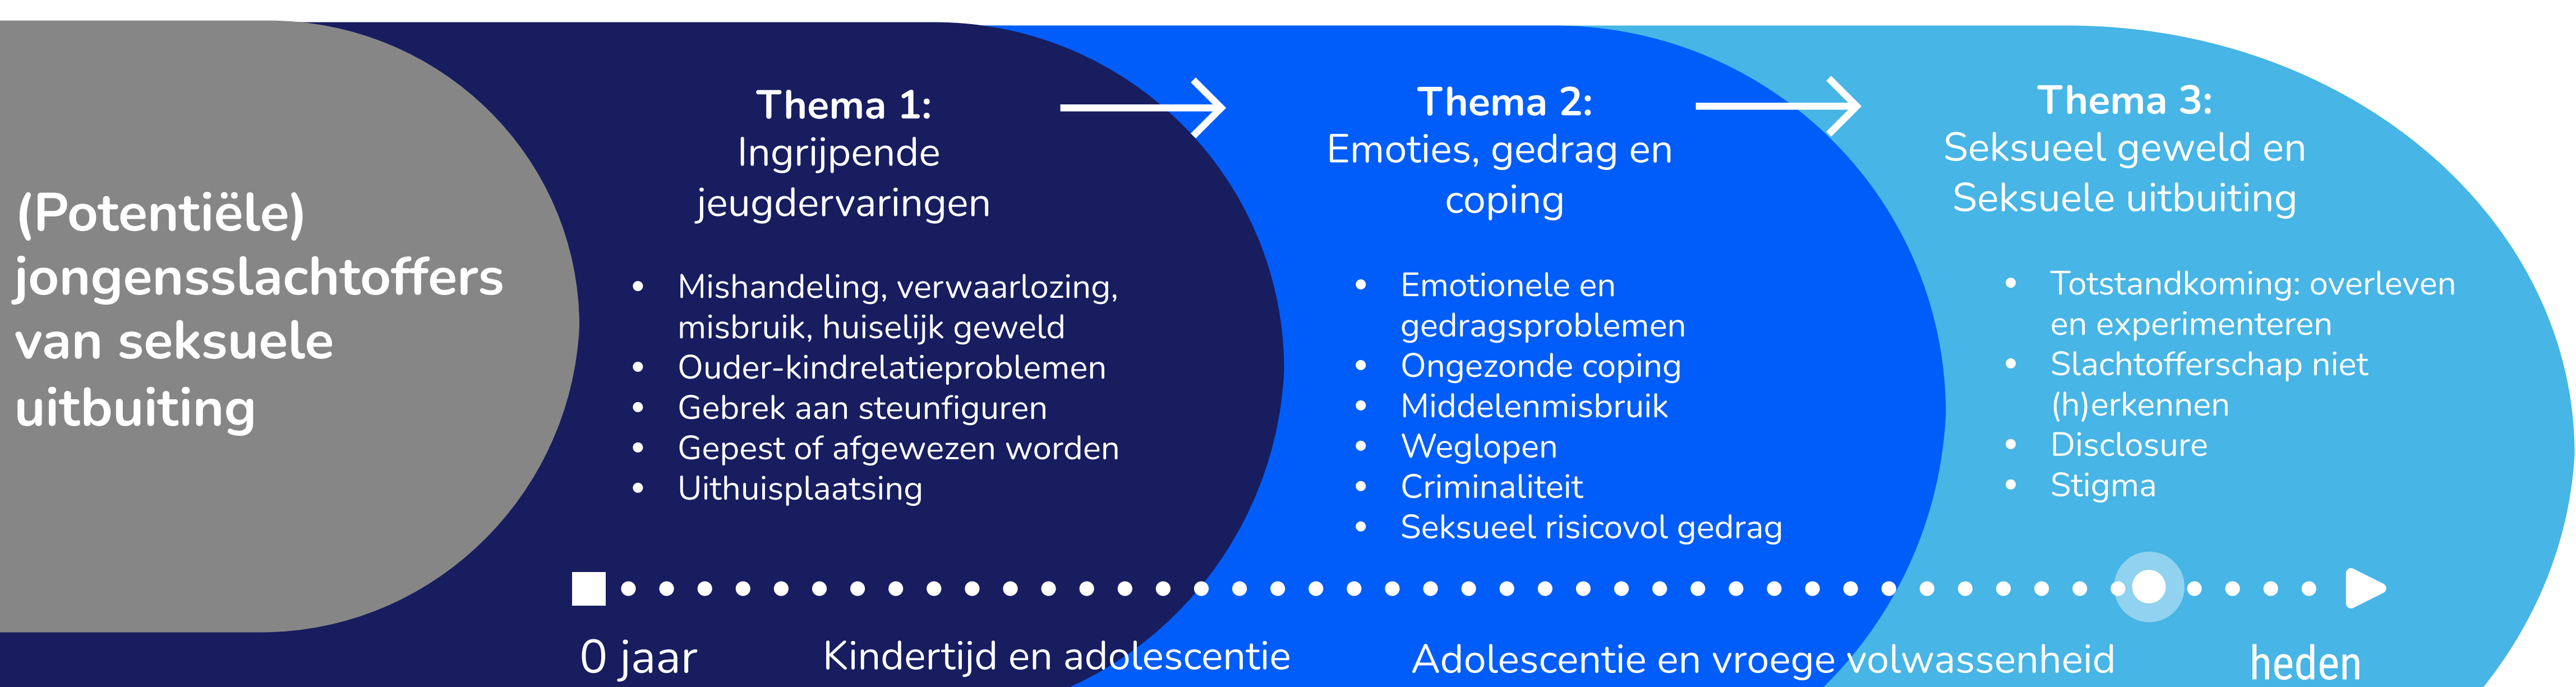 (Potentiële)
jongensslachtoffers
van seksuele
uitbuiting
Thema 1:
Ingrijpende
jeugdervaringen
• Mishandeling, verwaarlozing,
misbruik, huiselijk geweld
• Ouder-kindrelatieproblemen
• Gebrek aan steunfiguren
• Gepest of afgewezen worden
• Uithuisplaatsing
Thema 2:
Emoties, gedrag en
coping
• Emotionele en
gedragsproblemen
• Ongezonde coping
• Middelenmisbruik
• Weglopen
• Criminaliteit
• Seksueel risicovol gedrag
Thema 3:
Seksueel geweld en
Seksuele uitbuiting
• Totstandkoming: overleven
en experimenteren
• Slachtofferschap niet
(h)erkennen
• Disclosure
• Stigma
0 jaar
Kindertijd en adolescentie
Adolescentie en vroege volwassenheid
heden